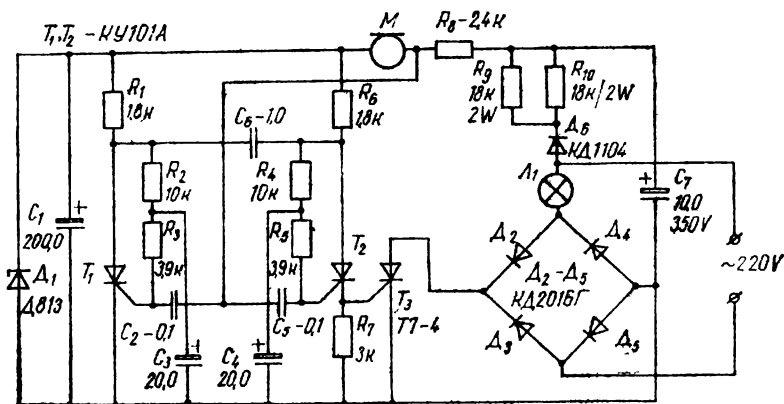 T₁,T₂ – КУ101А
M
R₈–2,4к
R₁
1,8к
R₆
1,8к
R₉
18к
2W
R₁₀
18к/2W
C₆–1,0
Д₆
КД1104
R₂
10к
R₄
10к
Л₁
C₁
200,0
R₃
3,9к
R₅
3,9к
C₇
10,0
350V
Д₂
Д₄
~220V
T₁
T₂
Д₂–Д₅
КД201бГ
Д₁
Д813
C₂–0,1
C₅–0,1
T₃
T7-4
R₇
3к
Д₃
Д₅
C₃
20,0
C₄
20,0